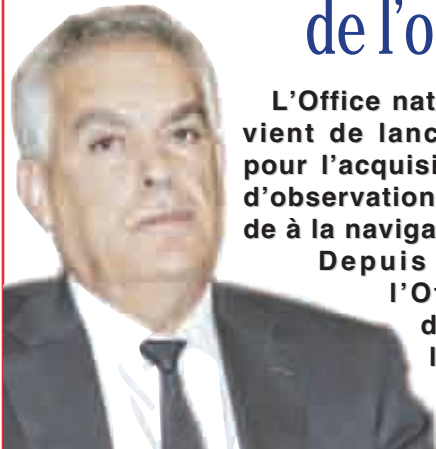 de l'o
L'Office nat
vient de lanc
pour l'acquisi
d'observation
de à la naviga
Depuis
l'O
d
l